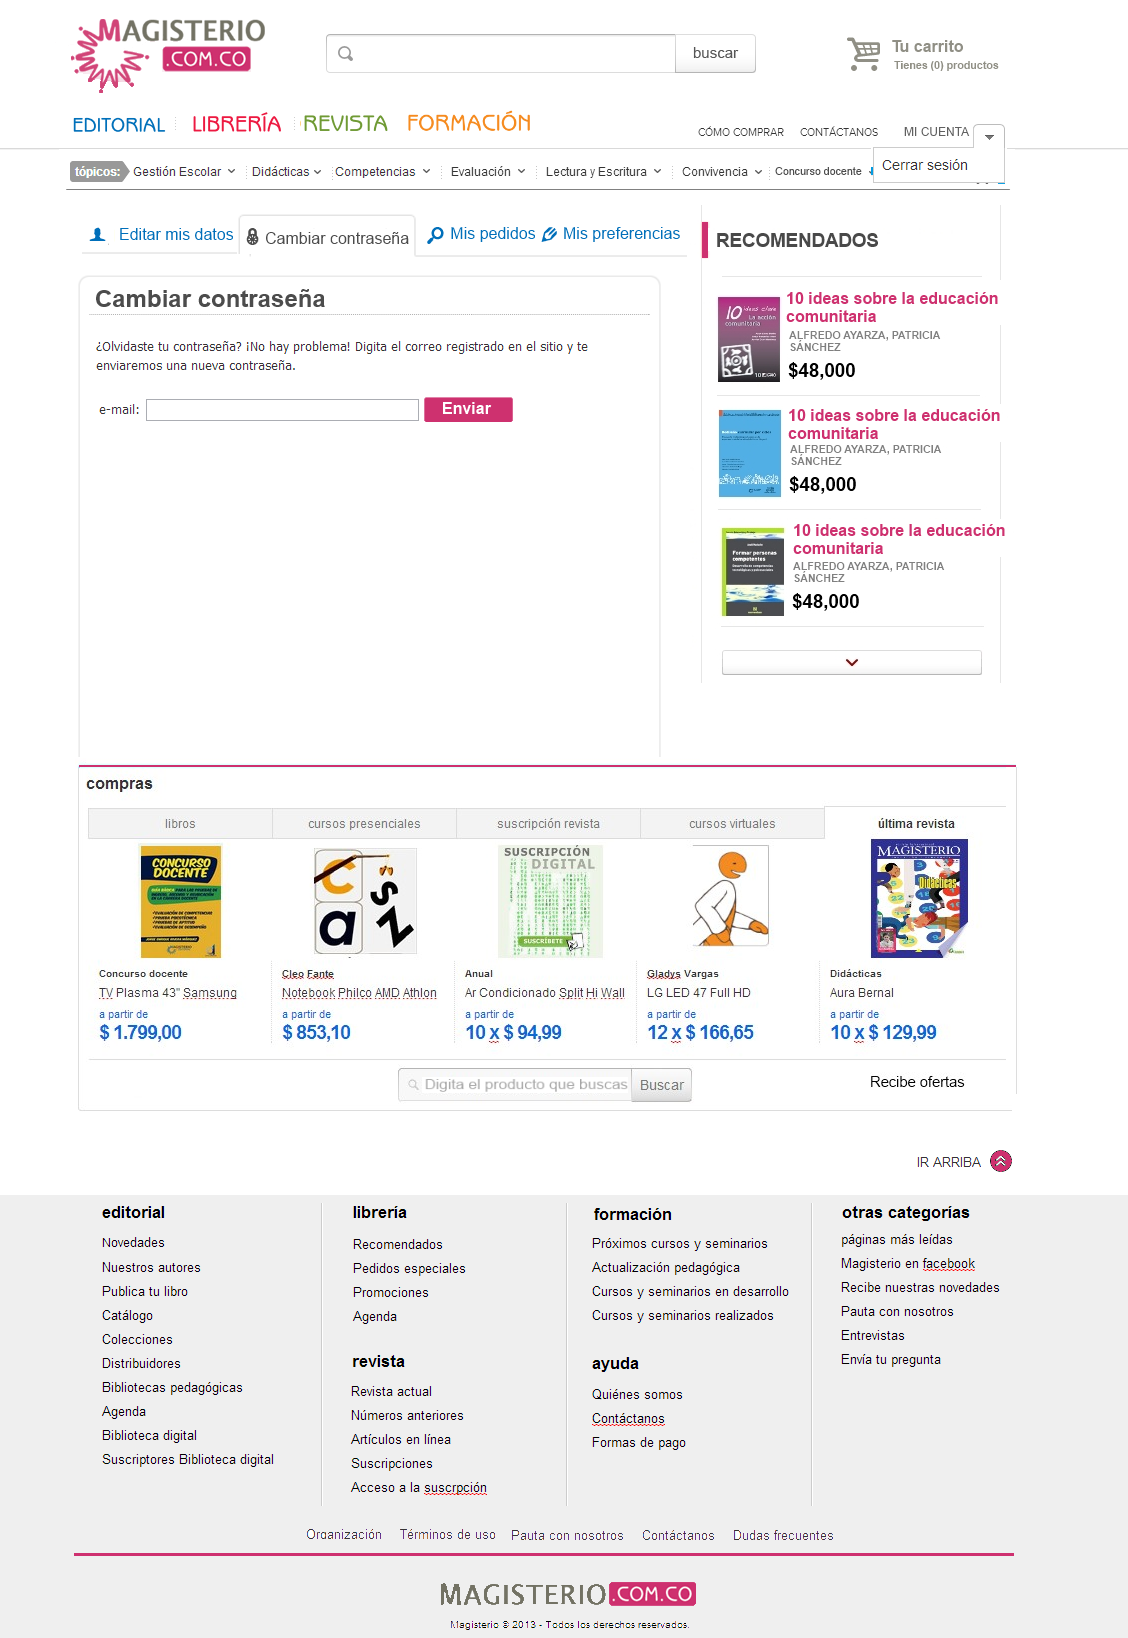 MAGISTERIO
.COM.CO
buscar
Tu carrito
Tienes (0) productos
EDITORIAL LIBRERÍA REVISTA FORMACIÓN
CÓMO COMPRAR CONTÁCTANOS MI CUENTA
Cerrar sesión
tópicos: Gestión Escolar Didácticas Competencias Evaluación Lectura y Escritura Convivencia Concurso docente
Editar mis datos Cambiar contraseña Mis pedidos Mis preferencias
Cambiar contraseña
¿Olvidaste tu contraseña? ¡No hay problema! Digita el correo registrado en el sitio y te
enviaremos una nueva contraseña.
e-mail: Enviar
RECOMENDADOS
10 ideas sobre la educación
comunitaria
ALFREDO AYARZA, PATRICIA
SÁNCHEZ
$48,000
10 ideas sobre la educación
comunitaria
ALFREDO AYARZA, PATRICIA
SÁNCHEZ
$48,000
Formar personas
competentes
10 ideas sobre la educación
comunitaria
ALFREDO AYARZA, PATRICIA
SÁNCHEZ
$48,000
compras
libros cursos presenciales suscripción revista cursos virtuales última revista
CONCURSO
DOCENTE
SUSCRIPCIÓN
DIGITAL
SUSCRÍBETE
MAGISTERIO
Didácticas
Concurso docente
TV Plasma 43" Samsung
a partir de
$ 1.799,00
Cleo Fante
Notebook Philco AMD Athlon
a partir de
$ 853,10
Anual
Ar Condicionado Split Hi Wall
a partir de
10 x $ 94,99
Gladys Vargas
LG LED 47 Full HD
a partir de
12 x $ 166,65
Didácticas
Aura Bernal
a partir de
10 x $ 129,99
Digita el producto que buscas Buscar
Recibe ofertas
IR ARRIBA
editorial
Novedades
Nuestros autores
Publica tu libro
Catálogo
Colecciones
Distribuidores
Bibliotecas pedagógicas
Agenda
Biblioteca digital
Suscriptores Biblioteca digital
librería
Recomendados
Pedidos especiales
Promociones
Agenda
revista
Revista actual
Números anteriores
Artículos en línea
Suscripciones
Acceso a la suscrpción
formación
Próximos cursos y seminarios
Actualización pedagógica
Cursos y seminarios en desarrollo
Cursos y seminarios realizados
ayuda
Quiénes somos
Contáctanos
Formas de pago
otras categorías
páginas más leídas
Magisterio en facebook
Recibe nuestras novedades
Pauta con nosotros
Entrevistas
Envía tu pregunta
Organización Términos de uso Pauta con nosotros Contáctanos Dudas frecuentes
MAGISTERIO.COM.CO
Magisterio © 2013 - Todos los derechos reservados.